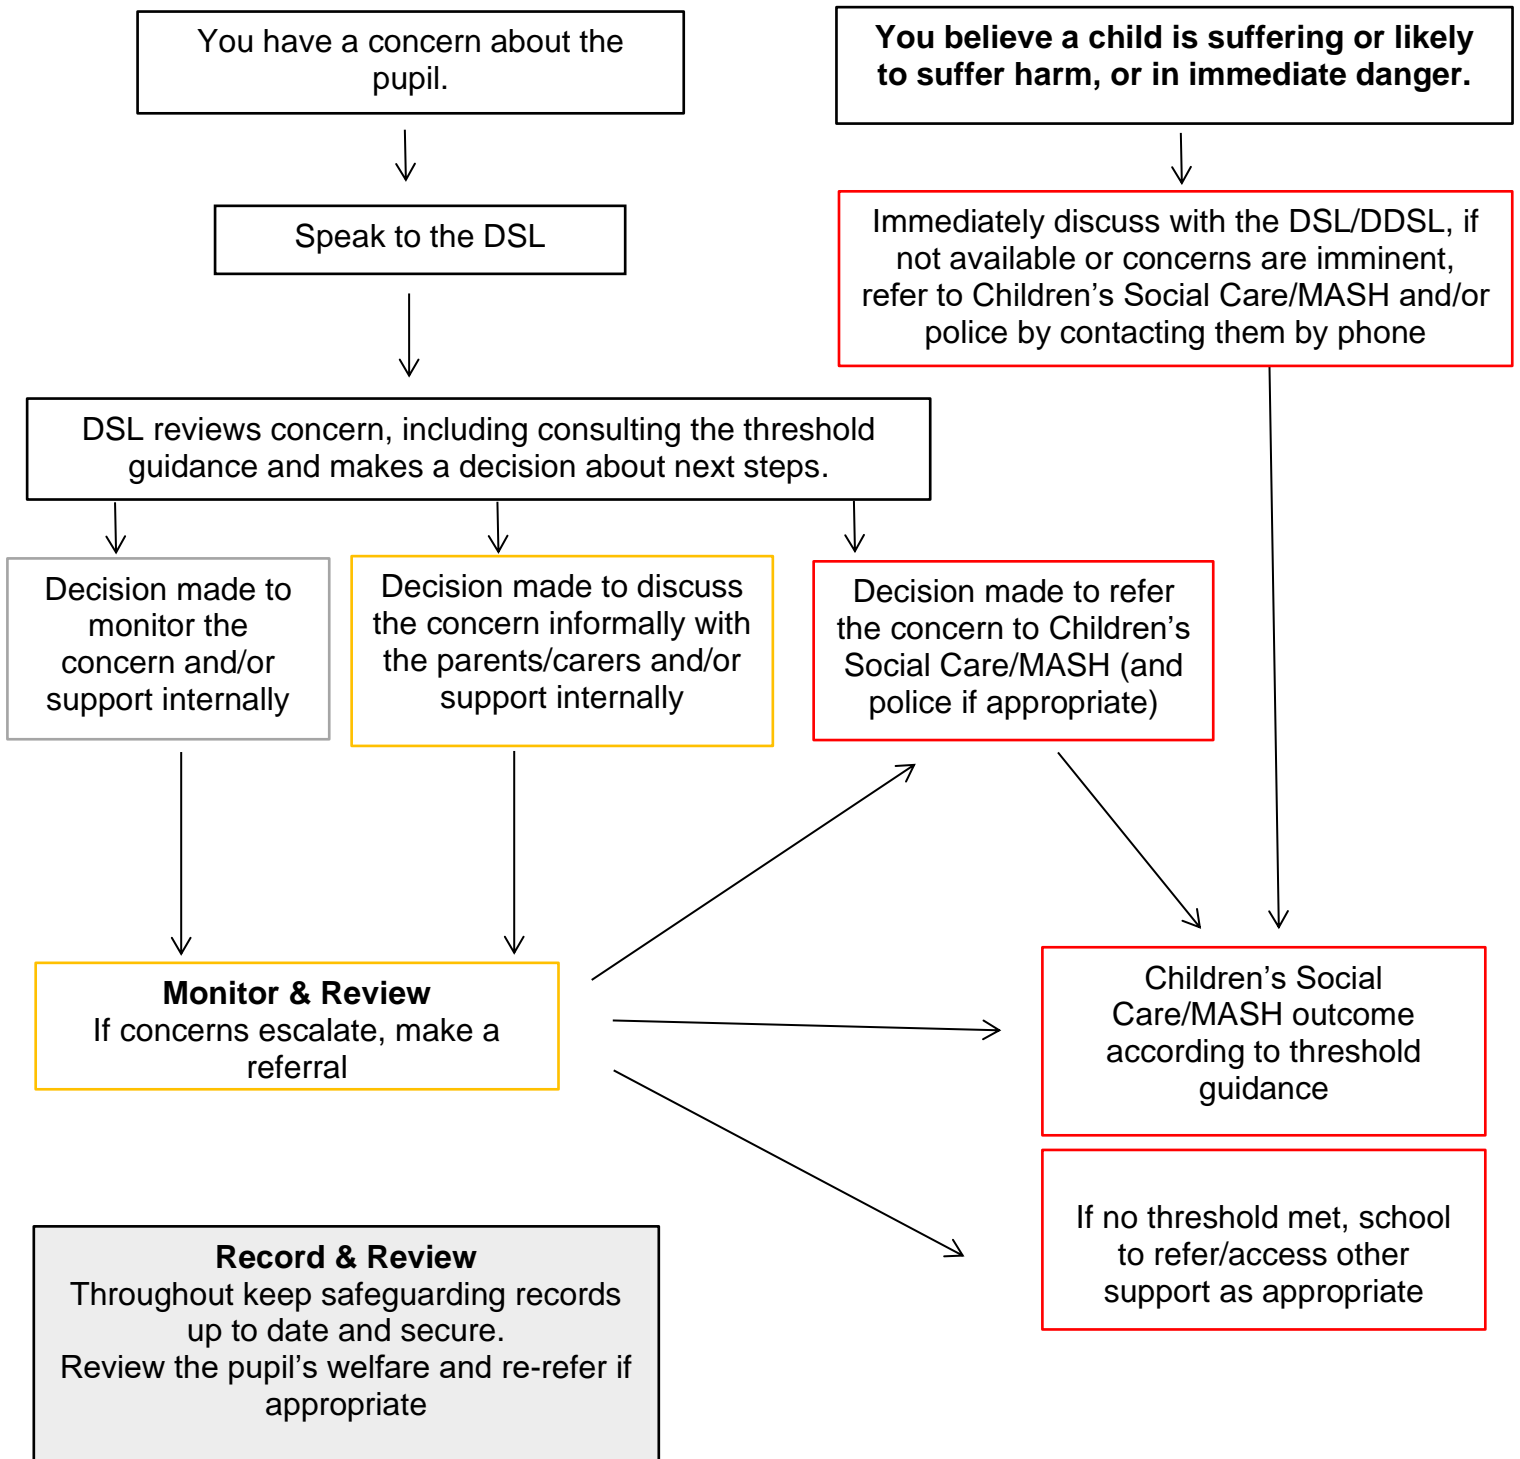 You have a concern about the
pupil.
You believe a child is suffering or likely
to suffer harm, or in immediate danger.
Speak to the DSL
Immediately discuss with the DSL/DDSL, if
not available or concerns are imminent,
refer to Children’s Social Care/MASH and/or
police by contacting them by phone
DSL reviews concern, including consulting the threshold
guidance and makes a decision about next steps.
Decision made to
monitor the
concern and/or
support internally
Decision made to discuss
the concern informally with
the parents/carers and/or
support internally
Decision made to refer
the concern to Children’s
Social Care/MASH (and
police if appropriate)
Monitor & Review
If concerns escalate, make a
referral
Children’s Social
Care/MASH outcome
according to threshold
guidance
If no threshold met, school
to refer/access other
support as appropriate
Record & Review
Throughout keep safeguarding records
up to date and secure.
Review the pupil’s welfare and re-refer if
appropriate